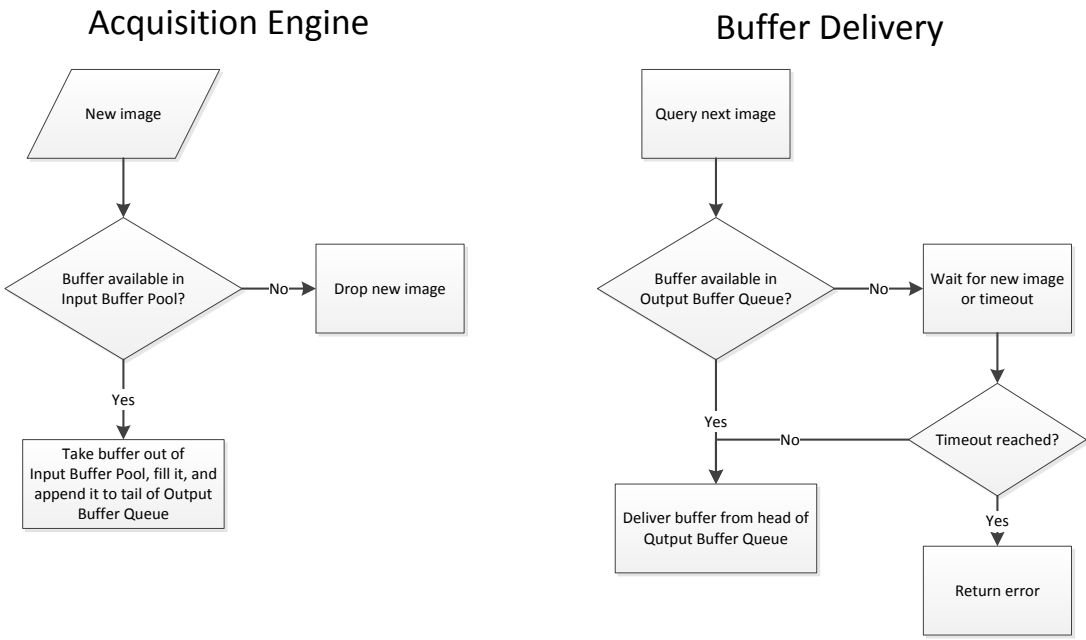 Acquisition Engine
New image
Buffer available in
Input Buffer Pool?
No
Drop new image
Yes
Take buffer out of
Input Buffer Pool, fill it, and
append it to tail of Output
Buffer Queue
Buffer Delivery
Query next image
Buffer available in
Output Buffer Queue?
No
Wait for new image
or timeout
Yes
No
Timeout reached?
Deliver buffer from head of
Qutput Buffer Queue
Yes
Return error